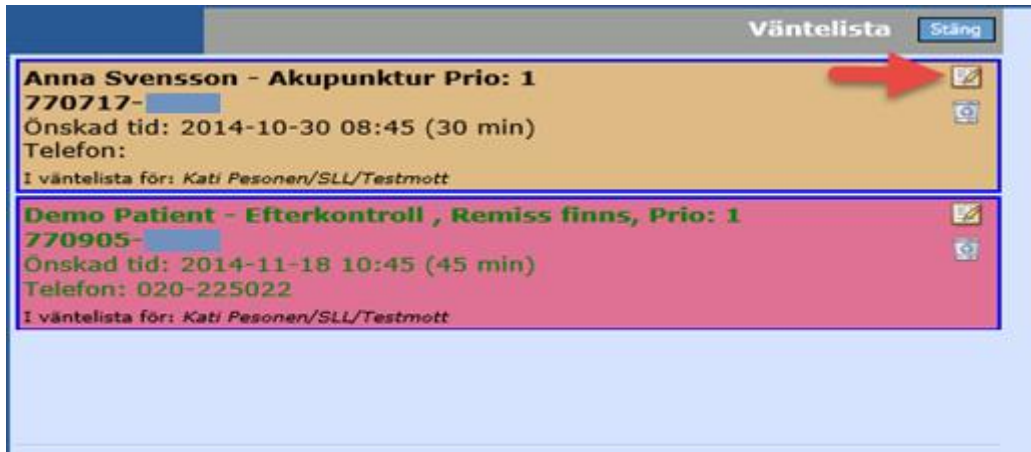 Väntelista Stäng
Anna Svensson - Akupunktur Prio: 1
770717-
Önskad tid: 2014-10-30 08:45 (30 min)
Telefon:
I väntelista för: Kati Pesonen/SLL/Testmott
Demo Patient - Efterkontroll , Remiss finns, Prio: 1
770905-
Önskad tid: 2014-11-18 10:45 (45 min)
Telefon: 020-225022
I väntelista för: Kati Pesonen/SLL/Testmott